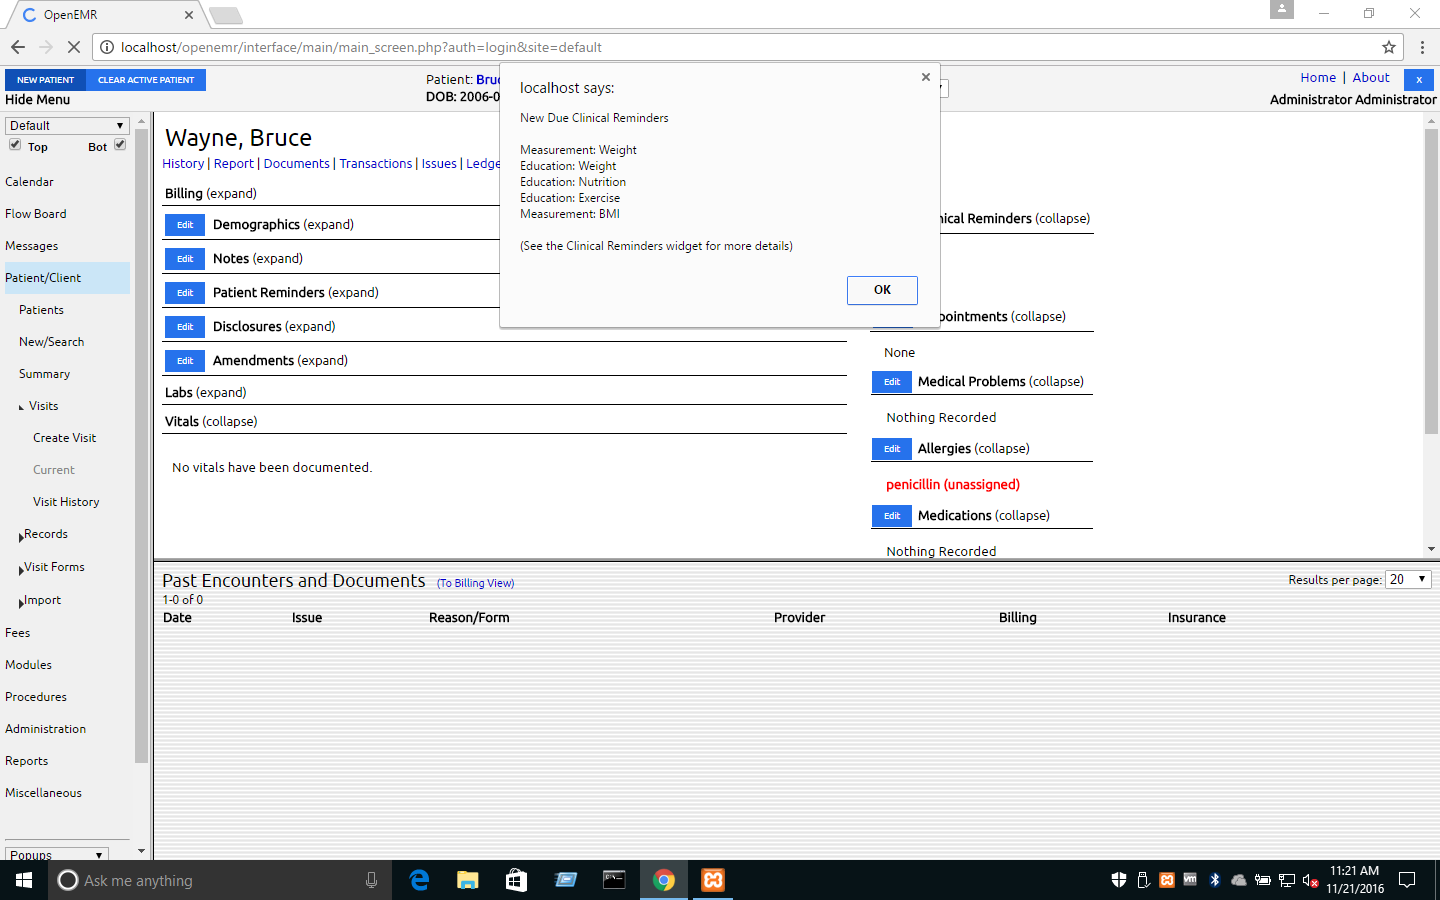 OpenEMR
localhost/openemr/interface/main/main_screen.php?auth=login&site=default
NEW PATIENT CLEAR ACTIVE PATIENT
Patient: Bruc
DOB: 2006-0
Home | About x
Hide Menu
Administrator Administrator
localhost says:
New Due Clinical Reminders
Measurement: Weight
Education: Weight
Education: Nutrition
Education: Exercise
Measurement: BMI
(See the Clinical Reminders widget for more details)
OK
Default
Top Bot
Calendar
Flow Board
Messages
Patient/Client
Patients
New/Search
Summary
Visits
Create Visit
Current
Visit History
Records
Visit Forms
Import
Fees
Modules
Procedures
Administration
Reports
Miscellaneous
Popups
Wayne, Bruce
History | Report | Documents | Transactions | Issues | Ledge
Billing (expand)
Edit Demographics (expand)
Edit Notes (expand)
Edit Patient Reminders (expand)
Edit Disclosures (expand)
Edit Amendments (expand)
Labs (expand)
Vitals (collapse)
No vitals have been documented.
nical Reminders (collapse)
pointments (collapse)
None
Edit Medical Problems (collapse)
Nothing Recorded
Edit Allergies (collapse)
penicillin (unassigned)
Edit Medications (collapse)
Nothing Recorded
Past Encounters and Documents (To Billing View)
Results per page: 20
1-0 of 0
Date Issue Reason/Form Provider Billing Insurance
Ask me anything
11:21 AM
11/21/2016